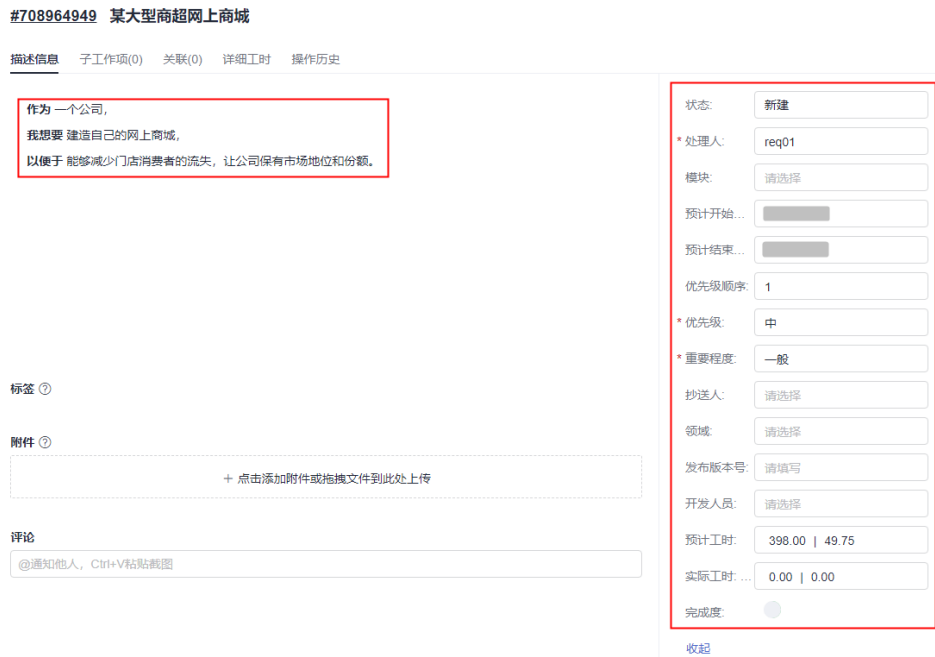 #708964949 某大型商超网上商城
描述信息 子工作项(0) 关联(0) 详细工时 操作历史
作为 一个公司,
我想要 建造自己的网上商城,
以便于 能够减少门店消费者的流失，让公司保有市场地位和份额。
标签 ?
附件 ?
+ 点击添加附件或拖拽文件到此处上传
评论
@通知他人，Ctrl+V粘贴截图
状态: 新建
* 处理人: req01
模块: 请选择
预计开始...
预计结束...
优先级顺序: 1
* 优先级: 中
* 重要程度: 一般
抄送人: 请选择
领域: 请选择
发布版本号: 请填写
开发人员: 请选择
预计工时: 398.00 | 49.75
实际工时: ... 0.00 | 0.00
完成度:
收起